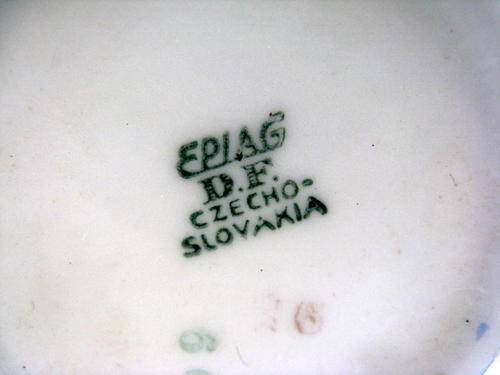 EPIAG
D.F.
CZECHO-
SLOVAKIA